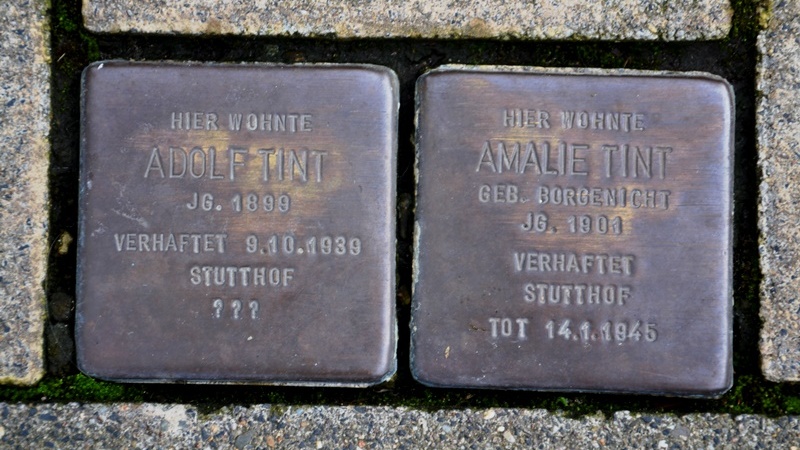 HIER WOHNTE
ADOLF TINT
JG. 1899
VERHAFTET 9.10.1939
STUTTHOF
???
HIER WOHNTE
AMALIE TINT
GEB. BORGENICHT
JG. 1901
VERHAFTET
STUTTHOF
TOT 14.1.1945